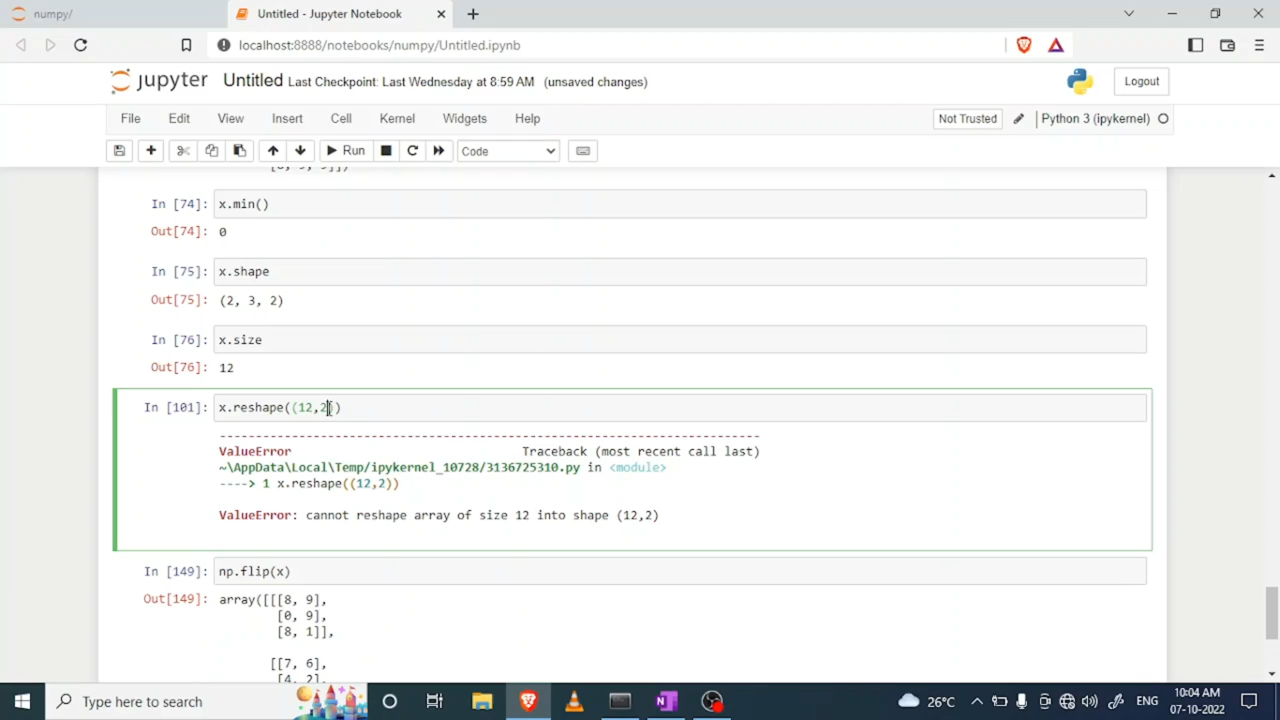 numpy/
Untitled - Jupyter Notebook
localhost:8888/notebooks/numpy/Untitled.ipynb
jupyter Untitled Last Checkpoint: Last Wednesday at 8:59 AM (unsaved changes)
Logout
File Edit View Insert Cell Kernel Widgets Help
Not Trusted
Python 3 (ipykernel)
Run
Code
In [74]: x.min()
Out[74]: 0
In [75]: x.shape
Out[75]: (2, 3, 2)
In [76]: x.size
Out[76]: 12
In [101]: x.reshape((12,2))
---------------------------------------------------------------------------
ValueError Traceback (most recent call last)
~\AppData\Local\Temp/ipykernel_10728/3136725310.py in <module>
----> 1 x.reshape((12,2))
ValueError: cannot reshape array of size 12 into shape (12,2)
In [149]: np.flip(x)
Out[149]: array([[[8, 9],
[0, 9],
[8, 1]],
[[7, 6],
[4, 2],
Type here to search
26°C
ENG
10:04 AM
07-10-2022